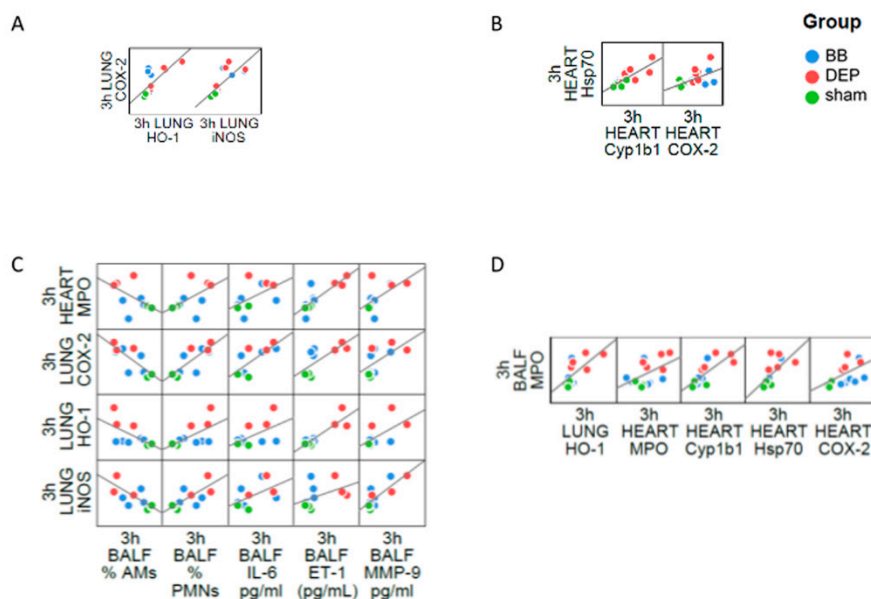 A
3h LUNG
COX-2
3h LUNG
HO-1
3h LUNG
iNOS
B
3h
HEART
Hsp70
3h
HEART
Cyp1b1
3h
HEART
COX-2
Group
BB
DEP
sham
C
3h
HEART
MPO
3h
LUNG
COX-2
3h
LUNG
HO-1
3h
LUNG
iNOS
3h
BALF
% AMs
3h
BALF
%
PMNs
3h
BALF
IL-6
pg/ml
3h
BALF
ET-1
(pg/mL)
3h
BALF
MMP-9
pg/ml
D
3h
BALF
MPO
3h
LUNG
HO-1
3h
HEART
MPO
3h
HEART
Cyp1b1
3h
HEART
Hsp70
3h
HEART
COX-2